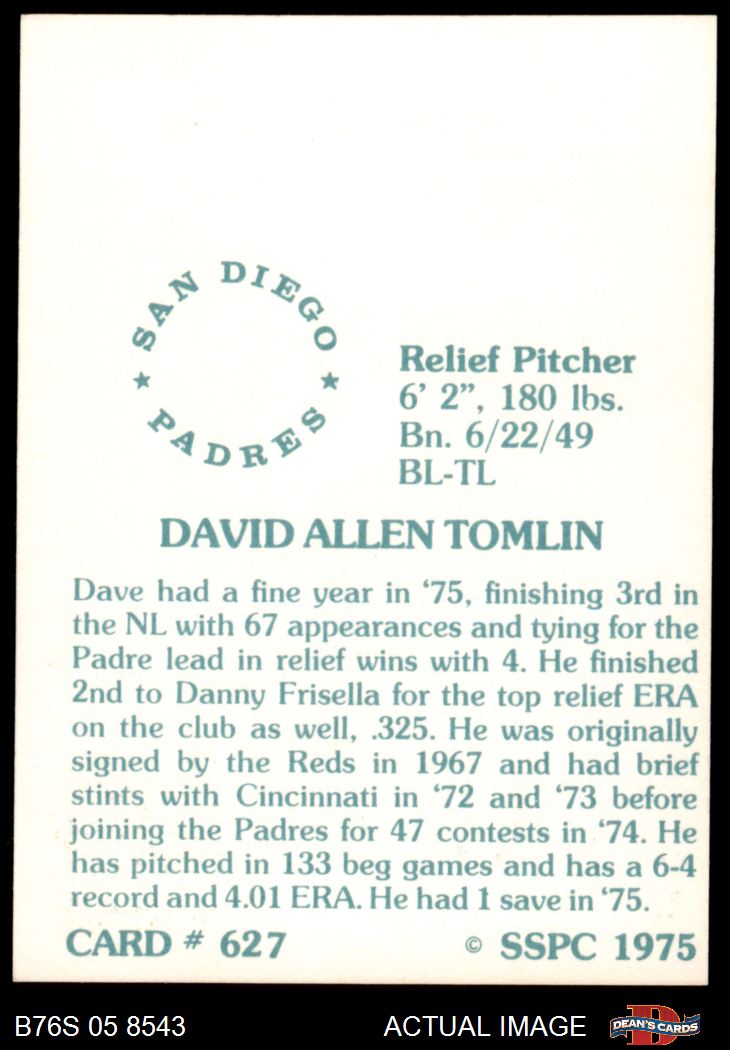 SAN DIEGO
★ ★
PADRES
Relief Pitcher
6’ 2”, 180 lbs.
Bn. 6/22/49
BL-TL
DAVID ALLEN TOMLIN
Dave had a fine year in ‘75, finishing 3rd in
the NL with 67 appearances and tying for the
Padre lead in relief wins with 4. He finished
2nd to Danny Frisella for the top relief ERA
on the club as well, .325. He was originally
signed by the Reds in 1967 and had brief
stints with Cincinnati in ‘72 and ‘73 before
joining the Padres for 47 contests in ‘74. He
has pitched in 133 beg games and has a 6-4
record and 4.01 ERA. He had 1 save in ‘75.
CARD # 627 © SSPC 1975
B76S 05 8543 ACTUAL IMAGE D DEAN'S CARDS